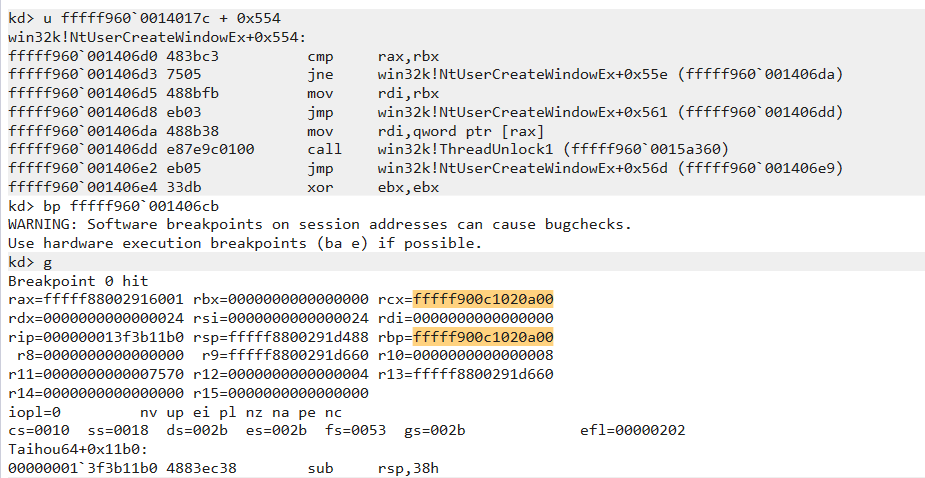 kd> u fffff960`0014017c + 0x554
win32k!NtUserCreateWindowEx+0x554:
fffff960`001406d0 483bc3          cmp     rax,rbx
fffff960`001406d3 7505            jne     win32k!NtUserCreateWindowEx+0x55e (fffff960`001406da)
fffff960`001406d5 488bfb          mov     rdi,rbx
fffff960`001406d8 eb03            jmp     win32k!NtUserCreateWindowEx+0x561 (fffff960`001406dd)
fffff960`001406da 488b38          mov     rdi,qword ptr [rax]
fffff960`001406dd e87e9c0100      call    win32k!ThreadUnlock1 (fffff960`0015a360)
fffff960`001406e2 eb05            jmp     win32k!NtUserCreateWindowEx+0x56d (fffff960`001406e9)
fffff960`001406e4 33db            xor     ebx,ebx
kd> bp fffff960`001406cb
WARNING: Software breakpoints on session addresses can cause bugchecks.
Use hardware execution breakpoints (ba e) if possible.
kd> g
Breakpoint 0 hit
rax=fffff88002916001 rbx=0000000000000000 rcx=fffff900c1020a00
rdx=0000000000000024 rsi=0000000000000024 rdi=0000000000000000
rip=000000013f3b11b0 rsp=fffff8800291d488 rbp=fffff900c1020a00
 r8=0000000000000000  r9=fffff8800291d660 r10=0000000000000008
r11=0000000000007570 r12=0000000000000004 r13=fffff8800291d660
r14=0000000000000000 r15=0000000000000000
iopl=0         nv up ei pl nz na pe nc
cs=0010  ss=0018  ds=002b  es=002b  fs=0053  gs=002b             efl=00000202
Taihou64+0x11b0:
00000001`3f3b11b0 4883ec38        sub     rsp,38h